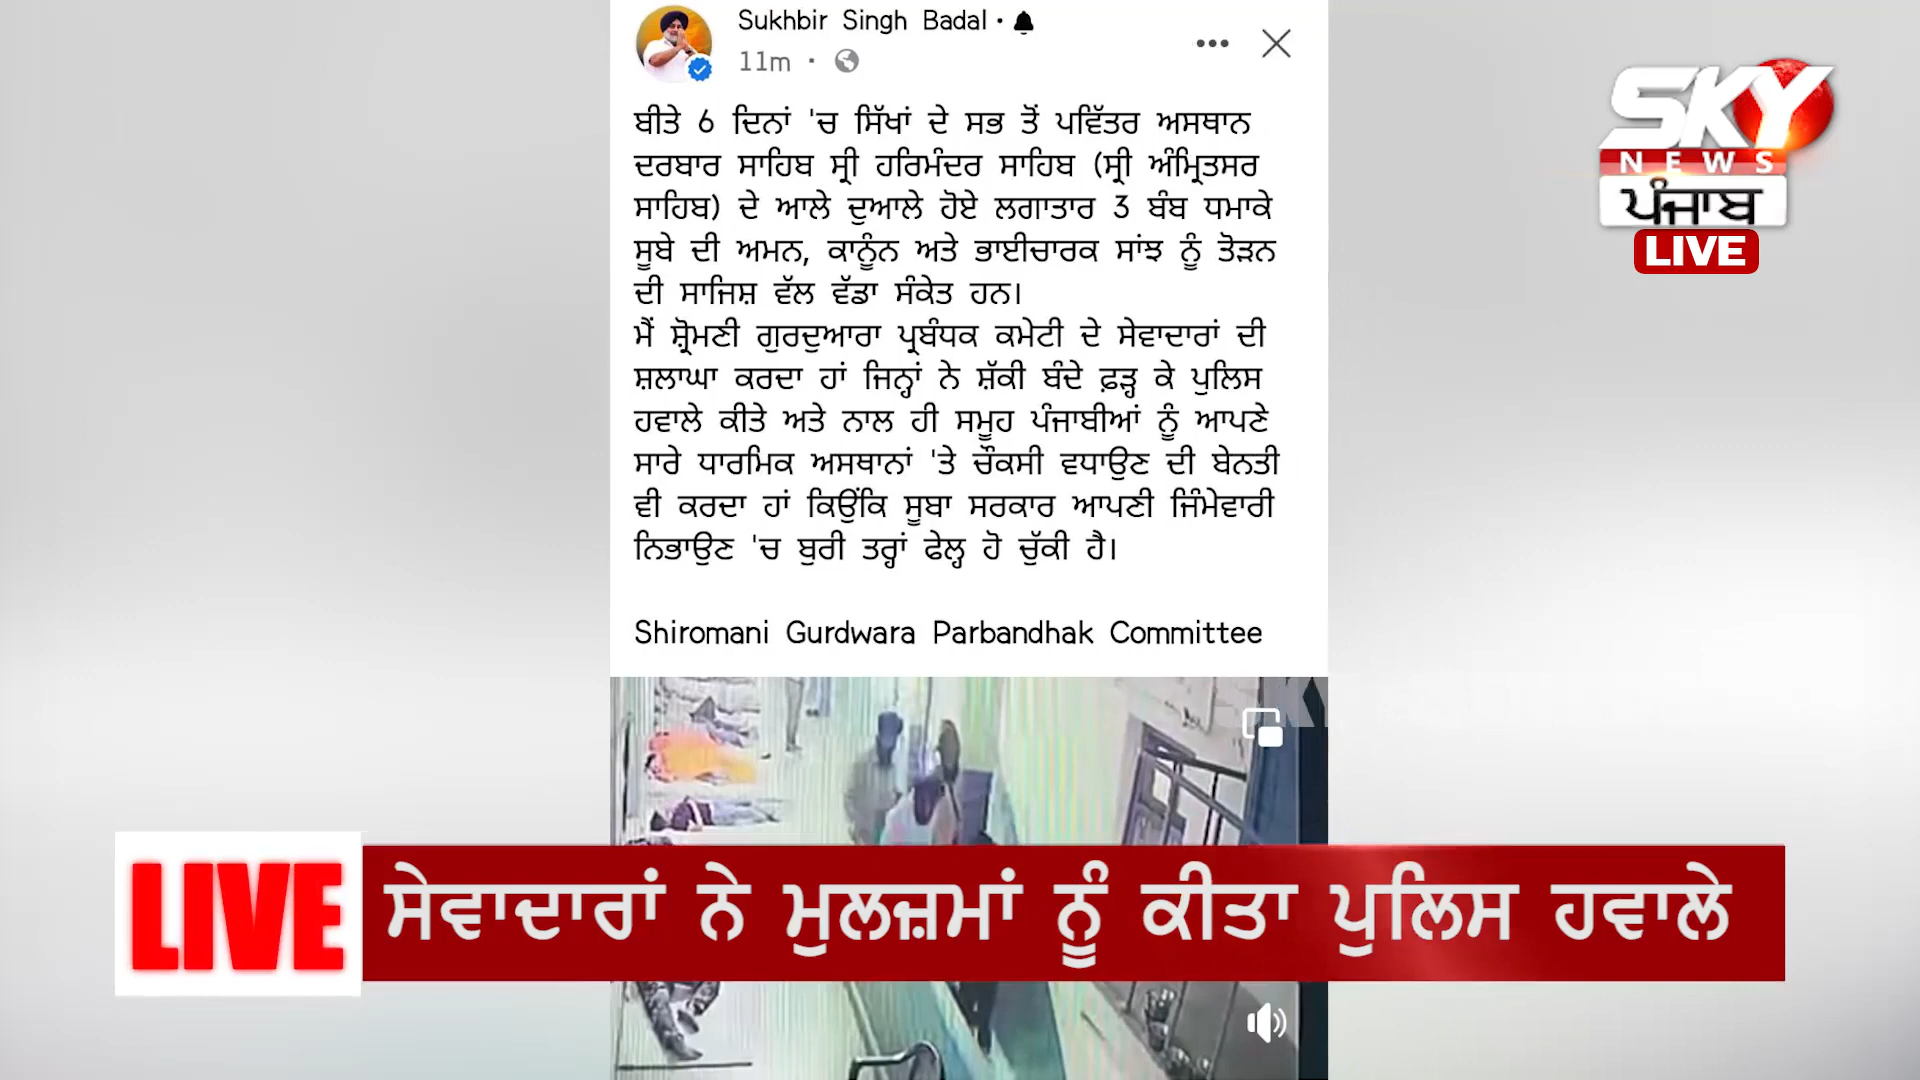 Sukhbir Singh Badal •
11m •
ਬੀਤੇ 6 ਦਿਨਾਂ 'ਚ ਸਿੱਖਾਂ ਦੇ ਸਭ ਤੋਂ ਪਵਿੱਤਰ ਅਸਥਾਨ
ਦਰਬਾਰ ਸਾਹਿਬ ਸ੍ਰੀ ਹਰਿਮੰਦਰ ਸਾਹਿਬ (ਸ੍ਰੀ ਅੰਮ੍ਰਿਤਸਰ
ਸਾਹਿਬ) ਦੇ ਆਲੇ ਦੁਆਲੇ ਹੋਏ ਲਗਾਤਾਰ 3 ਬੰਬ ਧਮਾਕੇ
ਸੂਬੇ ਦੀ ਅਮਨ, ਕਾਨੂੰਨ ਅਤੇ ਭਾਈਚਾਰਕ ਸਾਂਝ ਨੂੰ ਤੋੜਨ
ਦੀ ਸਾਜਿਸ਼ ਵੱਲ ਵੱਡਾ ਸੰਕੇਤ ਹਨ।
ਮੈਂ ਸ਼੍ਰੋਮਣੀ ਗੁਰਦੁਆਰਾ ਪ੍ਰਬੰਧਕ ਕਮੇਟੀ ਦੇ ਸੇਵਾਦਾਰਾਂ ਦੀ
ਸ਼ਲਾਘਾ ਕਰਦਾ ਹਾਂ ਜਿਨ੍ਹਾਂ ਨੇ ਸ਼ੱਕੀ ਬੰਦੇ ਫ਼ੜ੍ਹ ਕੇ ਪੁਲਿਸ
ਹਵਾਲੇ ਕੀਤੇ ਅਤੇ ਨਾਲ ਹੀ ਸਮੂਹ ਪੰਜਾਬੀਆਂ ਨੂੰ ਆਪਣੇ
ਸਾਰੇ ਧਾਰਮਿਕ ਅਸਥਾਨਾਂ 'ਤੇ ਚੌਕਸੀ ਵਧਾਉਣ ਦੀ ਬੇਨਤੀ
ਵੀ ਕਰਦਾ ਹਾਂ ਕਿਉਂਕਿ ਸੂਬਾ ਸਰਕਾਰ ਆਪਣੀ ਜਿੰਮੇਵਾਰੀ
ਨਿਭਾਉਣ 'ਚ ਬੁਰੀ ਤਰ੍ਹਾਂ ਫੇਲ੍ਹ ਹੋ ਚੁੱਕੀ ਹੈ।
Shiromani Gurdwara Parbandhak Committee
SKY
NEWS
ਪੰਜਾਬ
LIVE
LIVE
ਸੇਵਾਦਾਰਾਂ ਨੇ ਮੁਲਜ਼ਮਾਂ ਨੂੰ ਕੀਤਾ ਪੁਲਿਸ ਹਵਾਲੇ